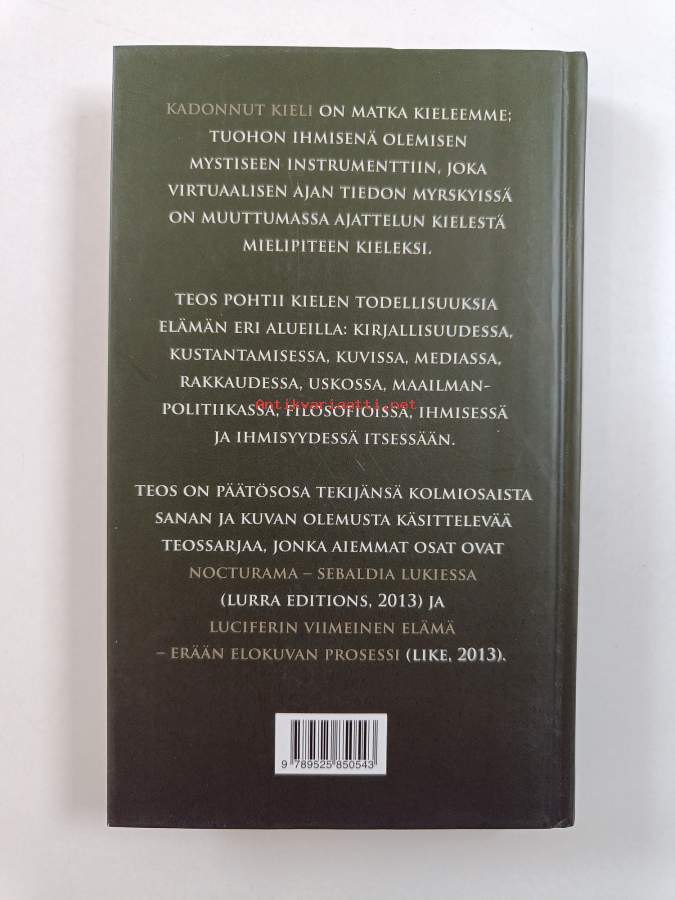 KADONNUT KIELI ON MATKA KIELEEMME;
TUOHON IHMISENÄ OLEMISEN
MYSTISEEN INSTRUMENTTIIN, JOKA
VIRTUAALISEN AJAN TIEDON MYRSKYISSÄ
ON MUUTTUMASSA AJATTELUN KIELESTÄ
MIELIPITEEN KIELEKSI.
TEOS POHTII KIELEN TODELLISUUKSIA
ELÄMÄN ERI ALUEILLA: KIRJALLISUUDESSA,
KUSTANTAMISESSA, KUVISSA, MEDIASSA,
RAKKAUDESSA, USKOSSA, MAAILMAN-
Antikvariaatti.net
POLITIIKASSA, FILOSOFIOISSA, IHMISESSÄ
JA IHMISYYDESSÄ ITSESSÄÄN.
TEOS ON PÄÄTÖSOSA TEKIJÄNSÄ KOLMIOSAISTA
SANAN JA KUVAN OLEMUSTA KÄSITTELEVÄÄ
TEOSSARJAA, JONKA AIEMMAT OSAT OVAT
NOCTURAMA – SEBALDIA LUKIESSA
(LURRA EDITIONS, 2013) JA
LUCIFERIN VIIMEINEN ELÄMÄ
– ERÄÄN ELOKUVAN PROSESSI (LIKE, 2013).
9 789525 850543